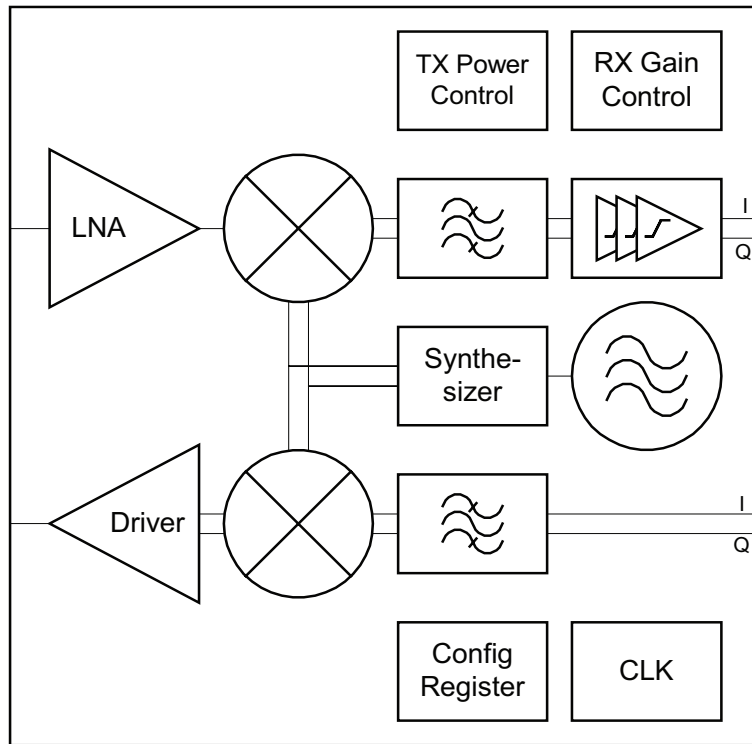 TX Power
Control
RX Gain
Control
LNA
I
Q
Synthe-
sizer
Driver
I
Q
Config
Register
CLK